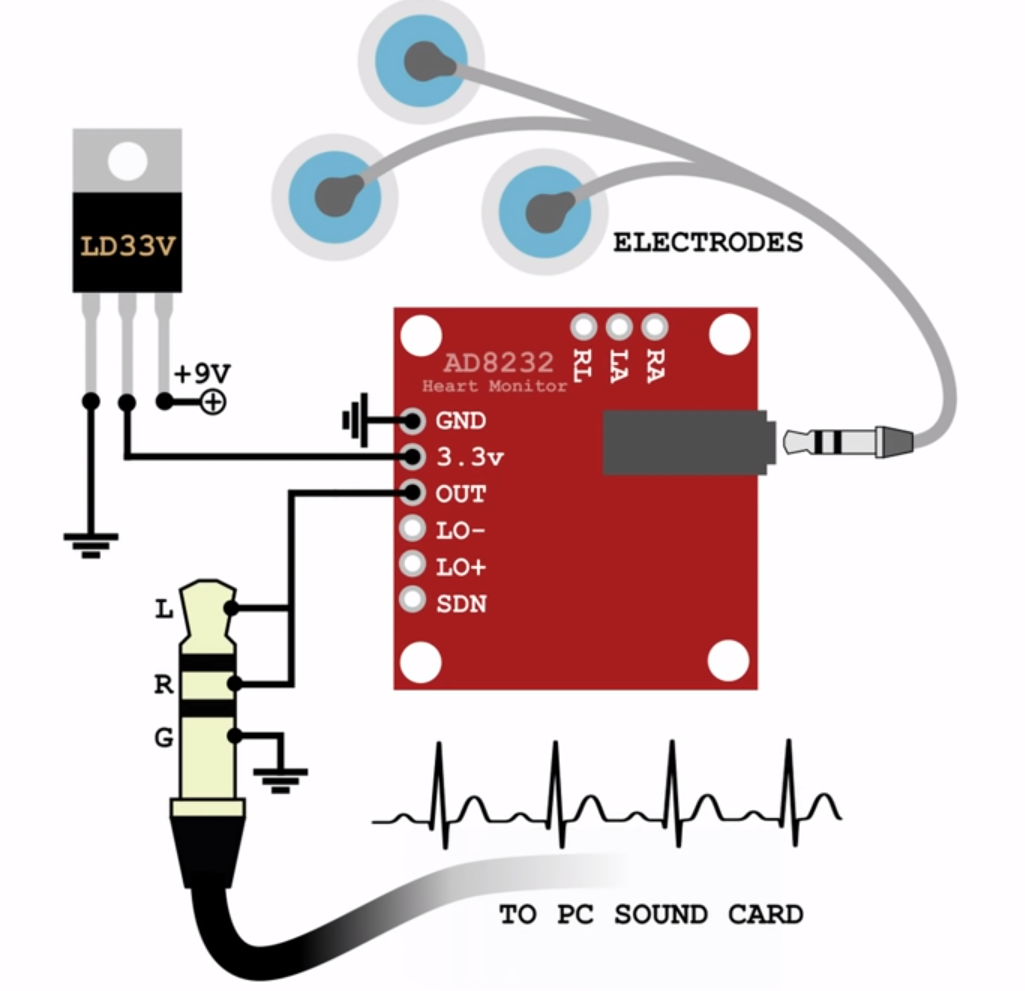 LD33V
+9V
ELECTRODES
RL
LA
RA
AD8232
Heart Monitor
GND
3.3v
OUT
LO-
LO+
SDN
L
R
G
TO PC SOUND CARD